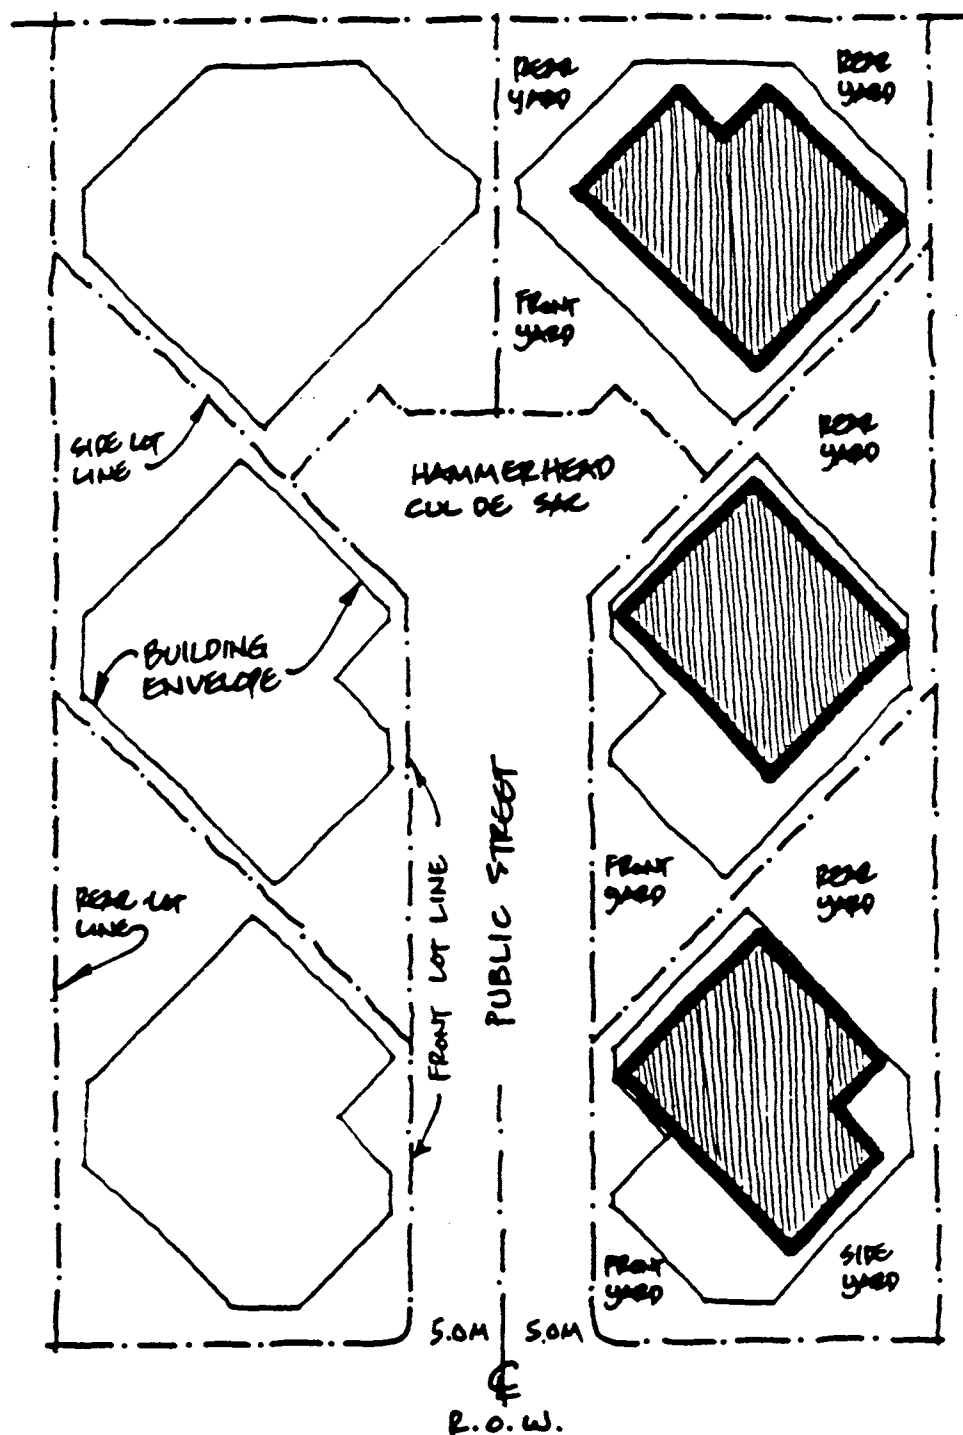 REAR
YARD
REAR
YARD
FRONT
YARD
SIDE LOT
LINE
HAMMERHEAD
CUL DE SAC
REAR
YARD
BUILDING
ENVELOPE
PUBLIC STREET
FRONT LOT LINE
REAR LOT
LINE
FRONT
YARD
REAR
YARD
FRONT
YARD
SIDE
YARD
5.0M
5.0M
℄
R.O.W.